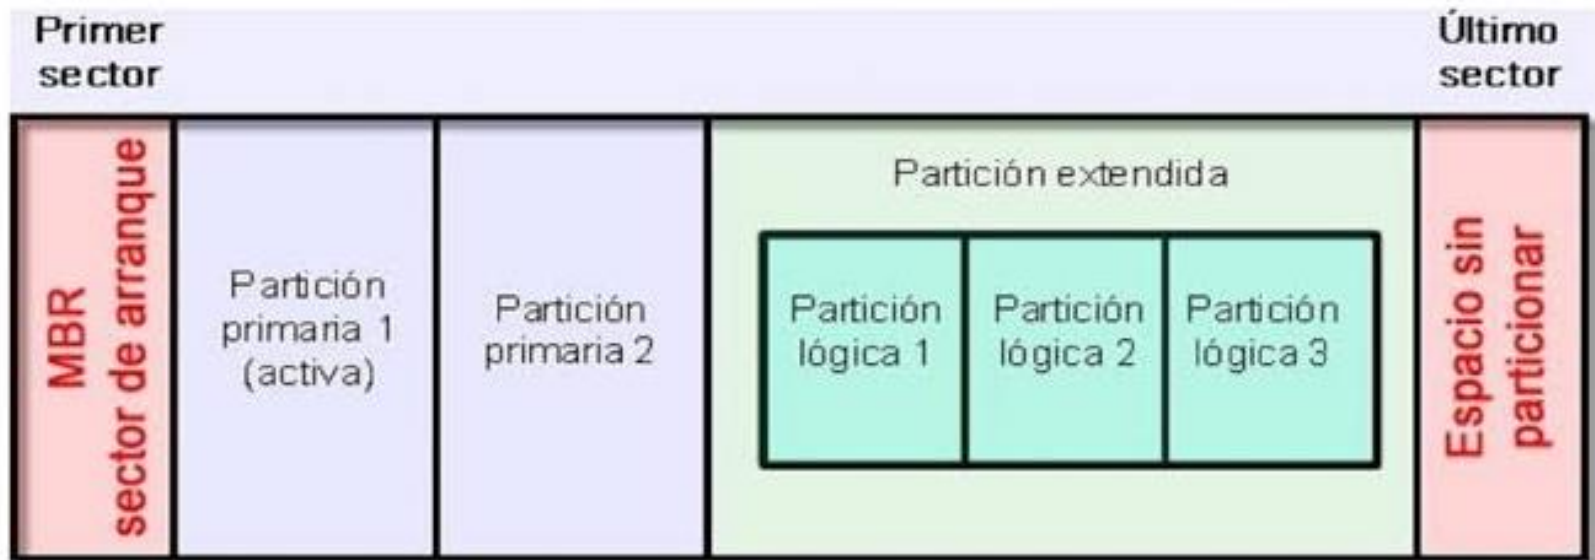 Primer
sector
Último
sector
MBR
sector de arranque
Partición
primaria 1
(activa)
Partición
primaria 2
Partición extendida
Partición
lógica 1
Partición
lógica 2
Partición
lógica 3
Espacio sin
particionar